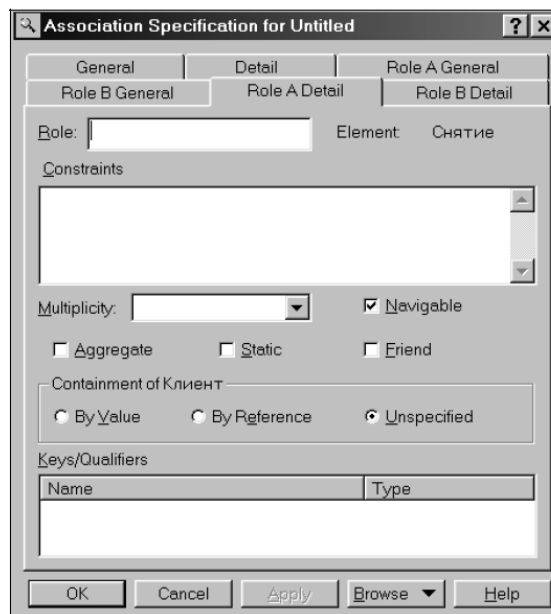 Association Specification for Untitled
General Detail Role A General
Role B General Role A Detail Role B Detail
Role: Element: Снятие
Constraints
Multiplicity: Navigable
Aggregate Static Friend
Containment of Клиент
By Value By Reference Unspecified
Keys/Qualifiers
Name Type
OK Cancel Apply Browse Help